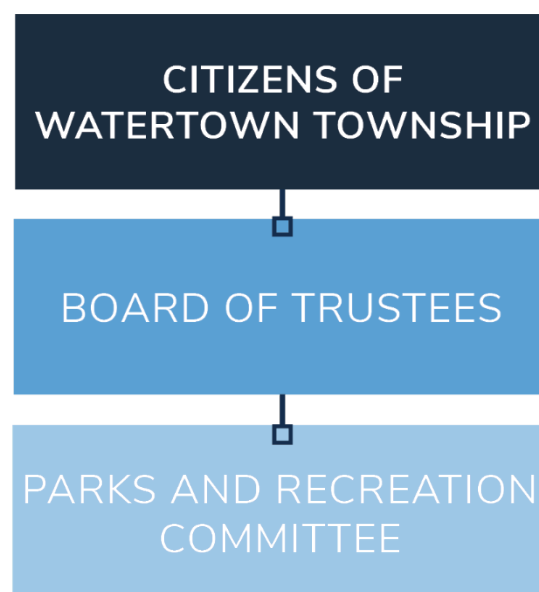 CITIZENS OF
WATERTOWN TOWNSHIP
BOARD OF TRUSTEES
PARKS AND RECREATION
COMMITTEE